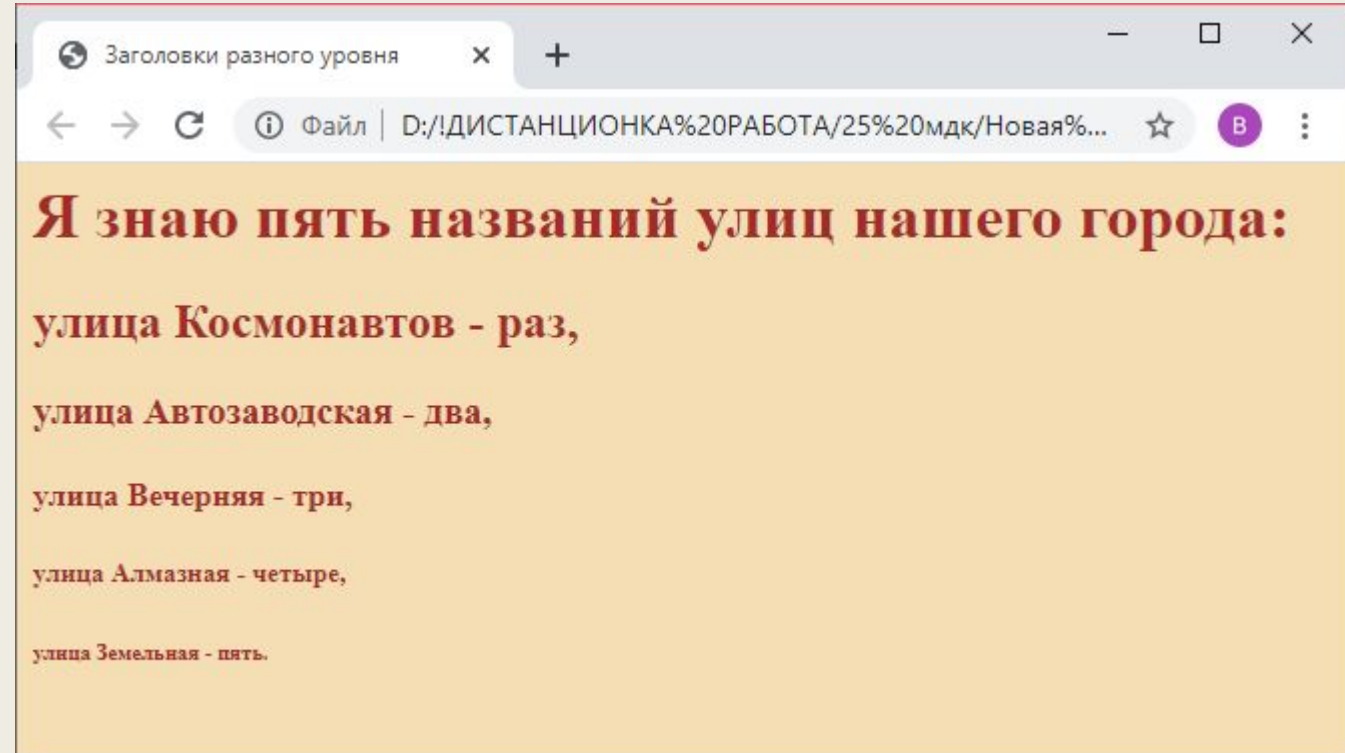 Заголовки разного уровня
Файл | D:/!ДИСТАНЦИОНКА%20РАБОТА/25%20мдк/Новая%...
В
Я знаю пять названий улиц нашего города:
улица Космонавтов - раз,
улица Автозаводская - два,
улица Вечерняя - три,
улица Алмазная - четыре,
улица Земельная - пять.